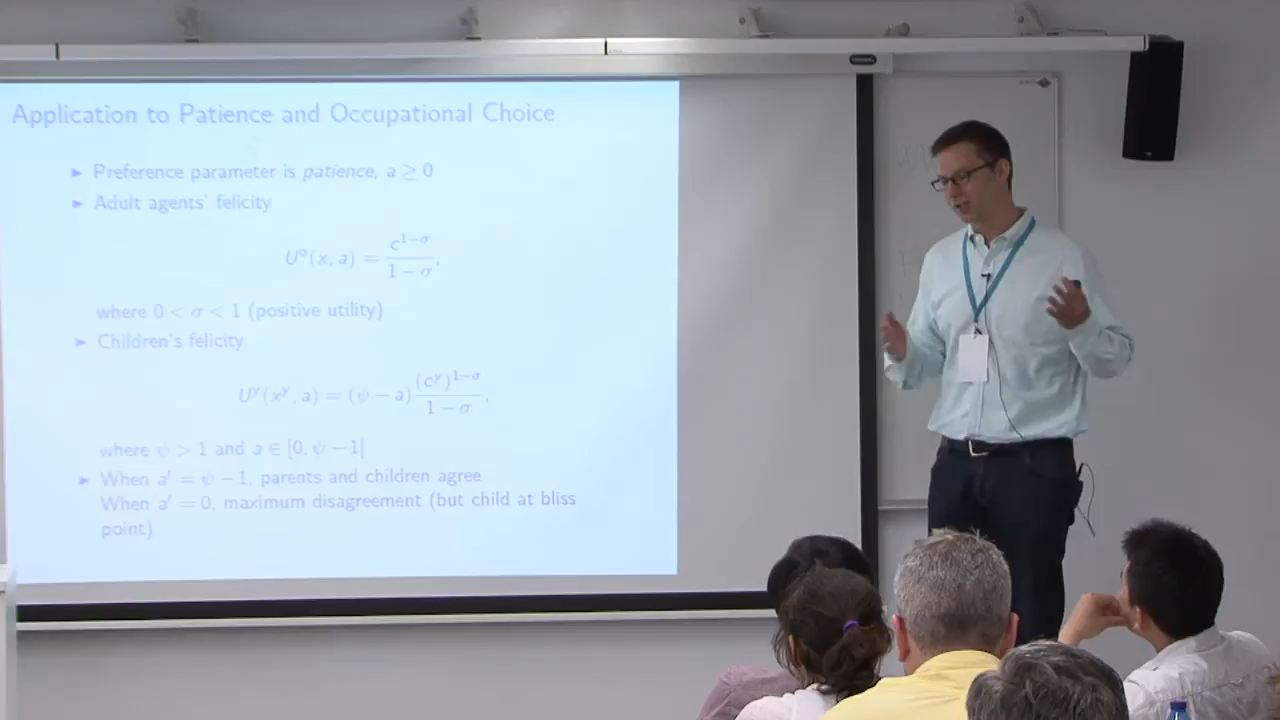 Application to Patience and Occupational Choice
► Preference parameter is patience, a ≥ 0
► Adult agents' felicity
U^o(x, a) = c^{1−σ} / (1 − σ),
where 0 < σ < 1 (positive utility)
► Children's felicity
U^y(x^y, a) = (ψ − a) (c^y)^{1−σ} / (1 − σ),
where ψ > 1 and a ∈ [0, ψ − 1]
► When a′ = ψ − 1, parents and children agree
When a′ = 0, maximum disagreement (but child at bliss
point)